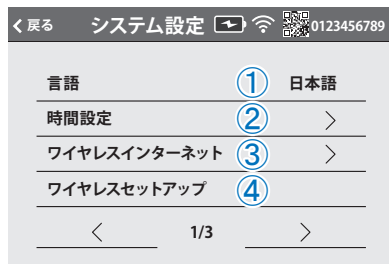 < 戻る システム設定 0123456789
言語 ① 日本語
時間設定 ② >
ワイヤレスインターネット ③ >
ワイヤレスセットアップ ④
< 1/3 >